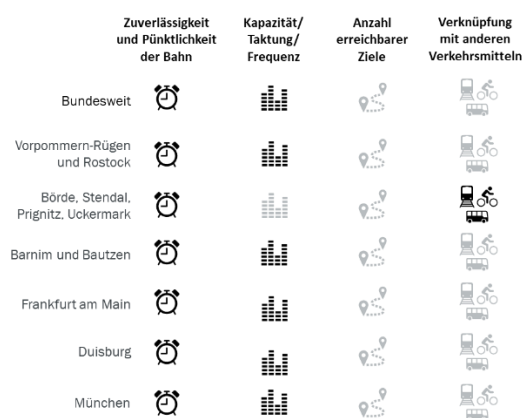 Zuverlässigkeit
und Pünktlichkeit
der Bahn
Kapazität/
Taktung/
Frequenz
Anzahl
erreichbarer
Ziele
Verknüpfung
mit anderen
Verkehrsmitteln
Bundesweit
Vorpommern-Rügen
und Rostock
Börde, Stendal,
Prignitz, Uckermark
Barnim und Bautzen
Frankfurt am Main
Duisburg
München